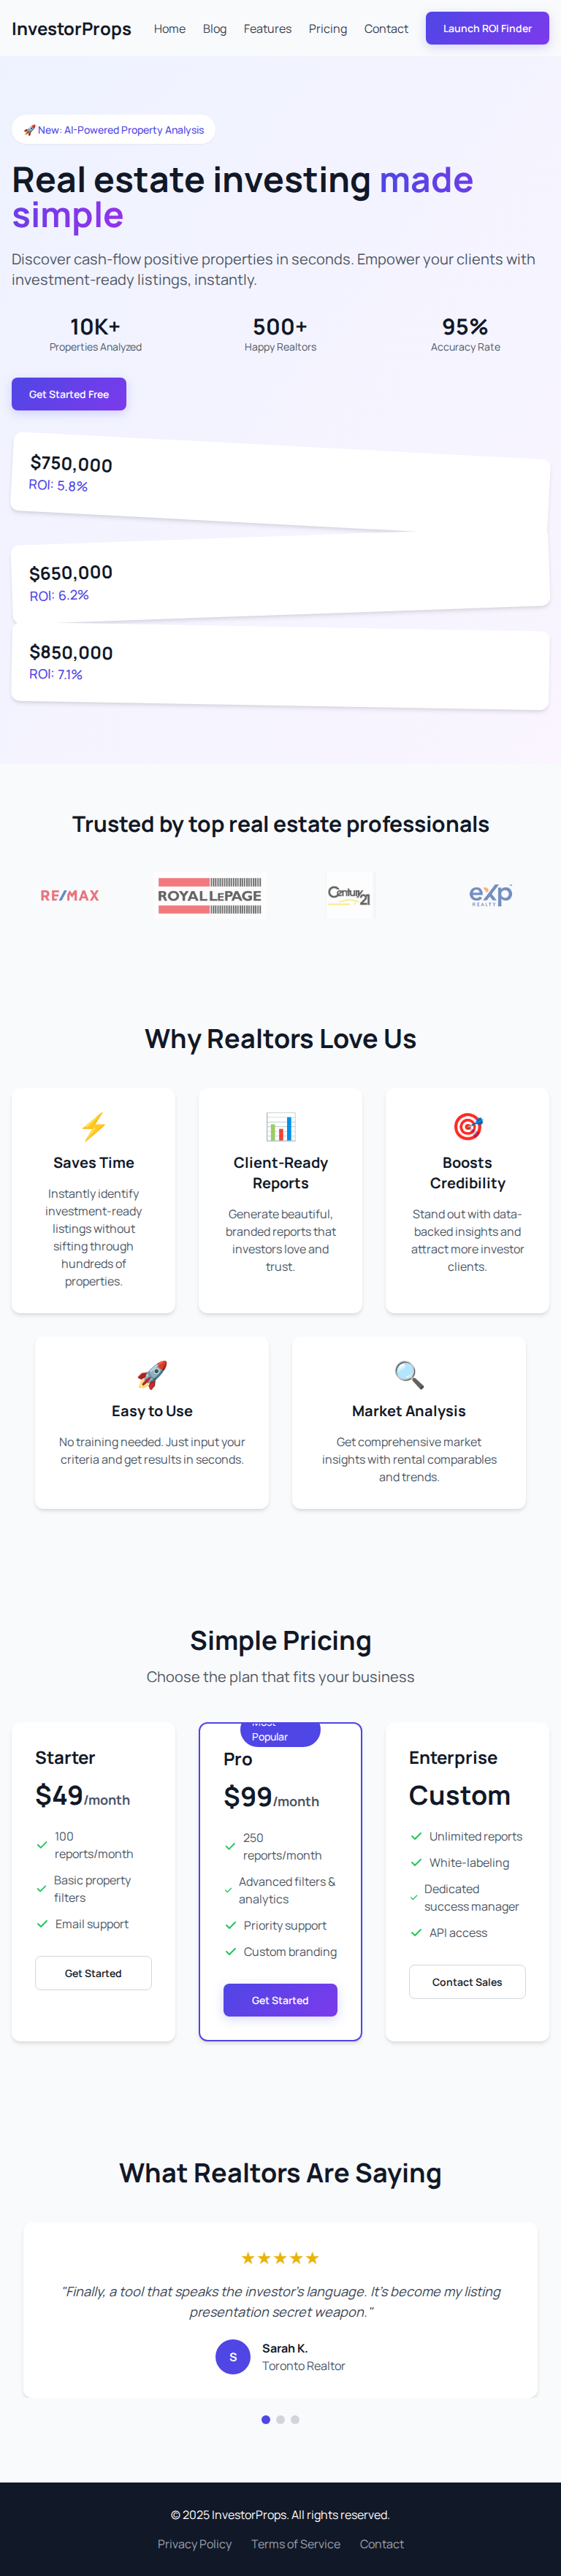 InvestorProps
Home
Blog
Features
Pricing
Contact
Launch ROI Finder
🚀 New: AI-Powered Property Analysis
Real estate investing made
simple
Discover cash-flow positive properties in seconds. Empower your clients with
investment-ready listings, instantly.
10K+
Properties Analyzed
500+
Happy Realtors
95%
Accuracy Rate
Get Started Free
$750,000
ROI: 5.8%
$650,000
ROI: 6.2%
$850,000
ROI: 7.1%
Trusted by top real estate professionals
RE/MAX
ROYAL LEPAGE
Century 21
eXp REALTY
Why Realtors Love Us
Saves Time
Instantly identify
investment-ready
listings without
sifting through
hundreds of
properties.
Client-Ready
Reports
Generate beautiful,
branded reports that
investors love and
trust.
Boosts
Credibility
Stand out with data-
backed insights and
attract more investor
clients.
Easy to Use
No training needed. Just input your
criteria and get results in seconds.
Market Analysis
Get comprehensive market
insights with rental comparables
and trends.
Simple Pricing
Choose the plan that fits your business
Starter
$49/month
100
reports/month
Basic property
filters
Email support
Get Started
Most
Popular
Pro
$99/month
250
reports/month
Advanced filters &
analytics
Priority support
Custom branding
Get Started
Enterprise
Custom
Unlimited reports
White-labeling
Dedicated
success manager
API access
Contact Sales
What Realtors Are Saying
★★★★★
"Finally, a tool that speaks the investor's language. It's become my listing
presentation secret weapon."
S
Sarah K.
Toronto Realtor
© 2025 InvestorProps. All rights reserved.
Privacy Policy
Terms of Service
Contact